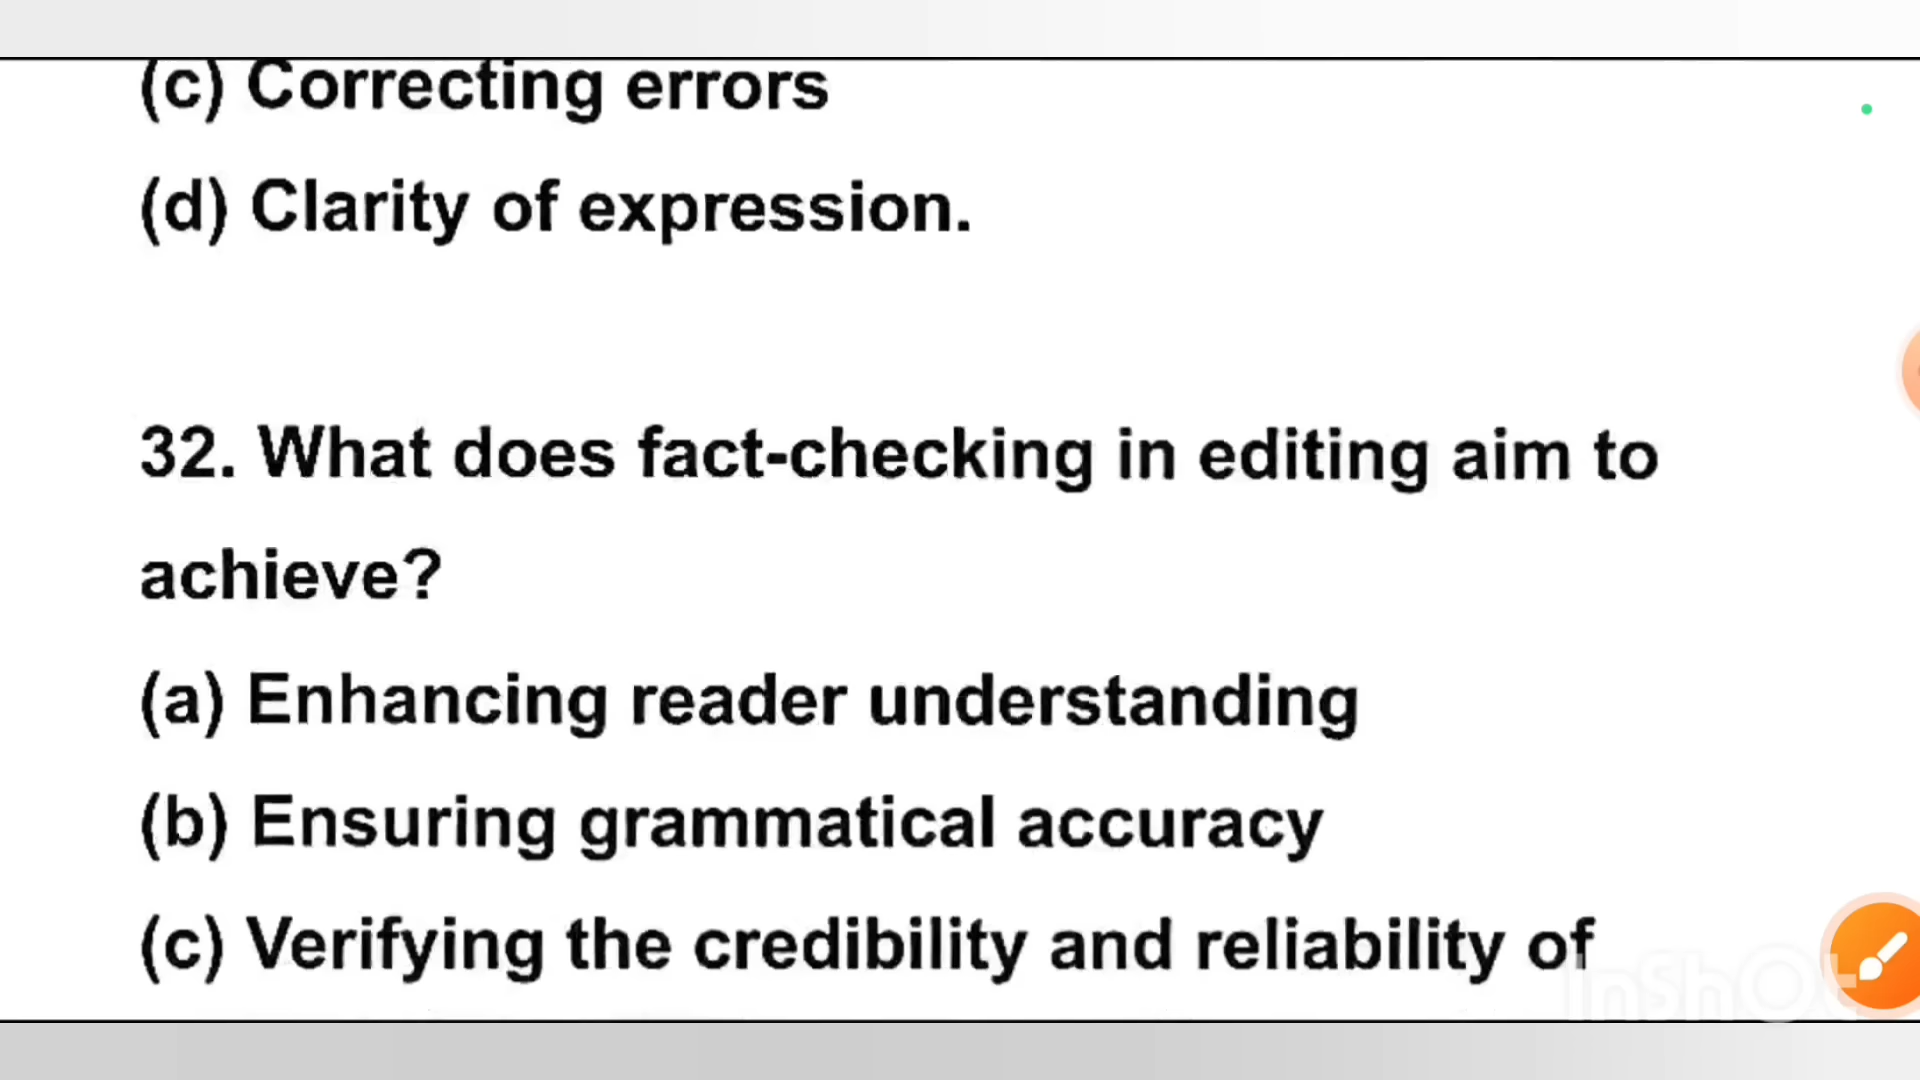 (c) Correcting errors
(d) Clarity of expression.
32. What does fact-checking in editing aim to
achieve?
(a) Enhancing reader understanding
(b) Ensuring grammatical accuracy
(c) Verifying the credibility and reliability of
InShOt